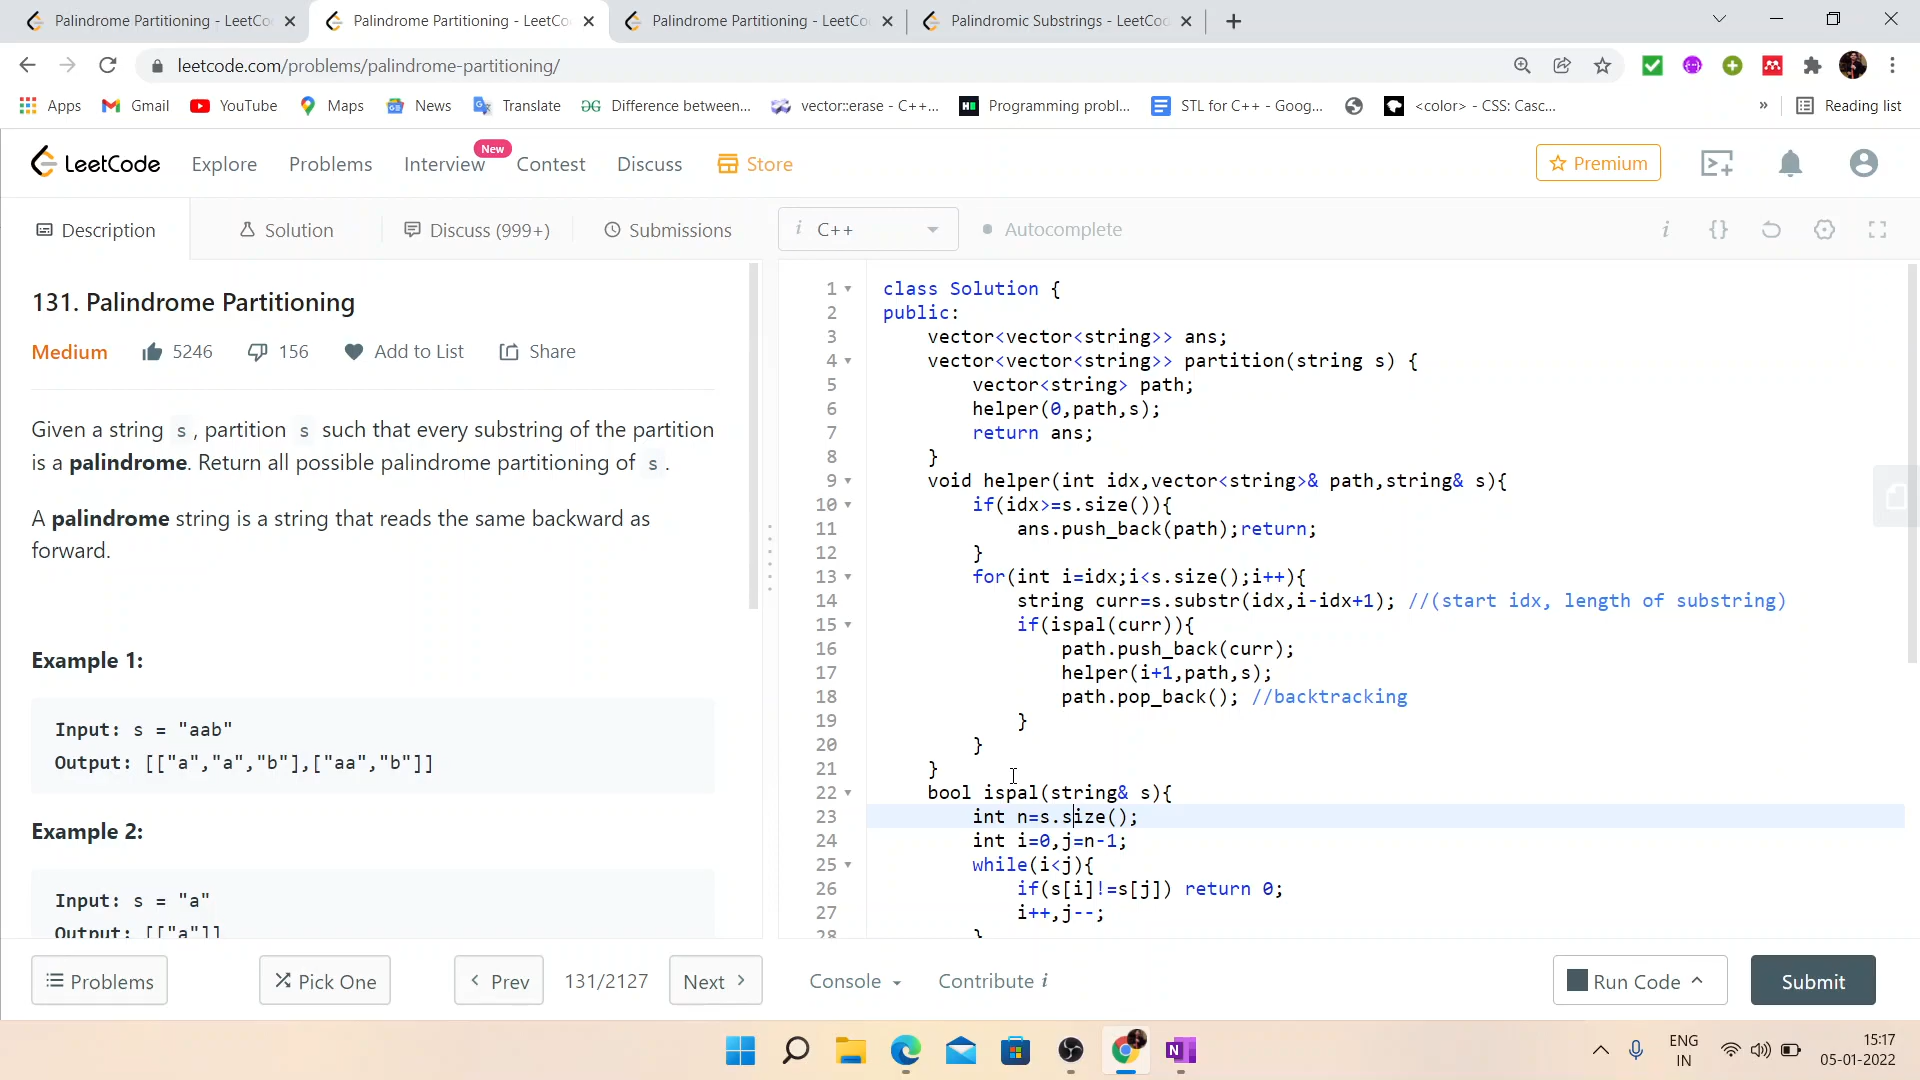 Palindrome Partitioning - LeetCo
Palindrome Partitioning - LeetCo
Palindrome Partitioning - LeetCo
Palindromic Substrings - LeetCo
leetcode.com/problems/palindrome-partitioning/
Apps
Gmail
YouTube
Maps
News
Translate
Difference between...
vector::erase - C++...
Programming probl...
STL for C++ - Goog...
<color> - CSS: Casc...
»
Reading list
LeetCode
Explore
Problems
Interview
New
Contest
Discuss
Store
Premium
Description
Solution
Discuss (999+)
Submissions
i C++
Autocomplete
131. Palindrome Partitioning
Medium
5246
156
Add to List
Share
Given a string s , partition s such that every substring of the partition
is a palindrome. Return all possible palindrome partitioning of s .
A palindrome string is a string that reads the same backward as
forward.
Example 1:
Input: s = "aab"
Output: [["a","a","b"],["aa","b"]]
Example 2:
Input: s = "a"
Output: [["a"]]
1 class Solution {
2 public:
3 vector<vector<string>> ans;
4 vector<vector<string>> partition(string s) {
5 vector<string> path;
6 helper(0,path,s);
7 return ans;
8 }
9 void helper(int idx,vector<string>& path,string& s){
10 if(idx>=s.size()){
11 ans.push_back(path);return;
12 }
13 for(int i=idx;i<s.size();i++){
14 string curr=s.substr(idx,i-idx+1); //(start idx, length of substring)
15 if(ispal(curr)){
16 path.push_back(curr);
17 helper(i+1,path,s);
18 path.pop_back(); //backtracking
19 }
20 }
21 }
22 bool ispal(string& s){
23 int n=s.size();
24 int i=0,j=n-1;
25 while(i<j){
26 if(s[i]!=s[j]) return 0;
27 i++,j--;
28 }
Problems
Pick One
Prev
131/2127
Next
Console
Contribute i
Run Code
Submit
ENG
IN
15:17
05-01-2022